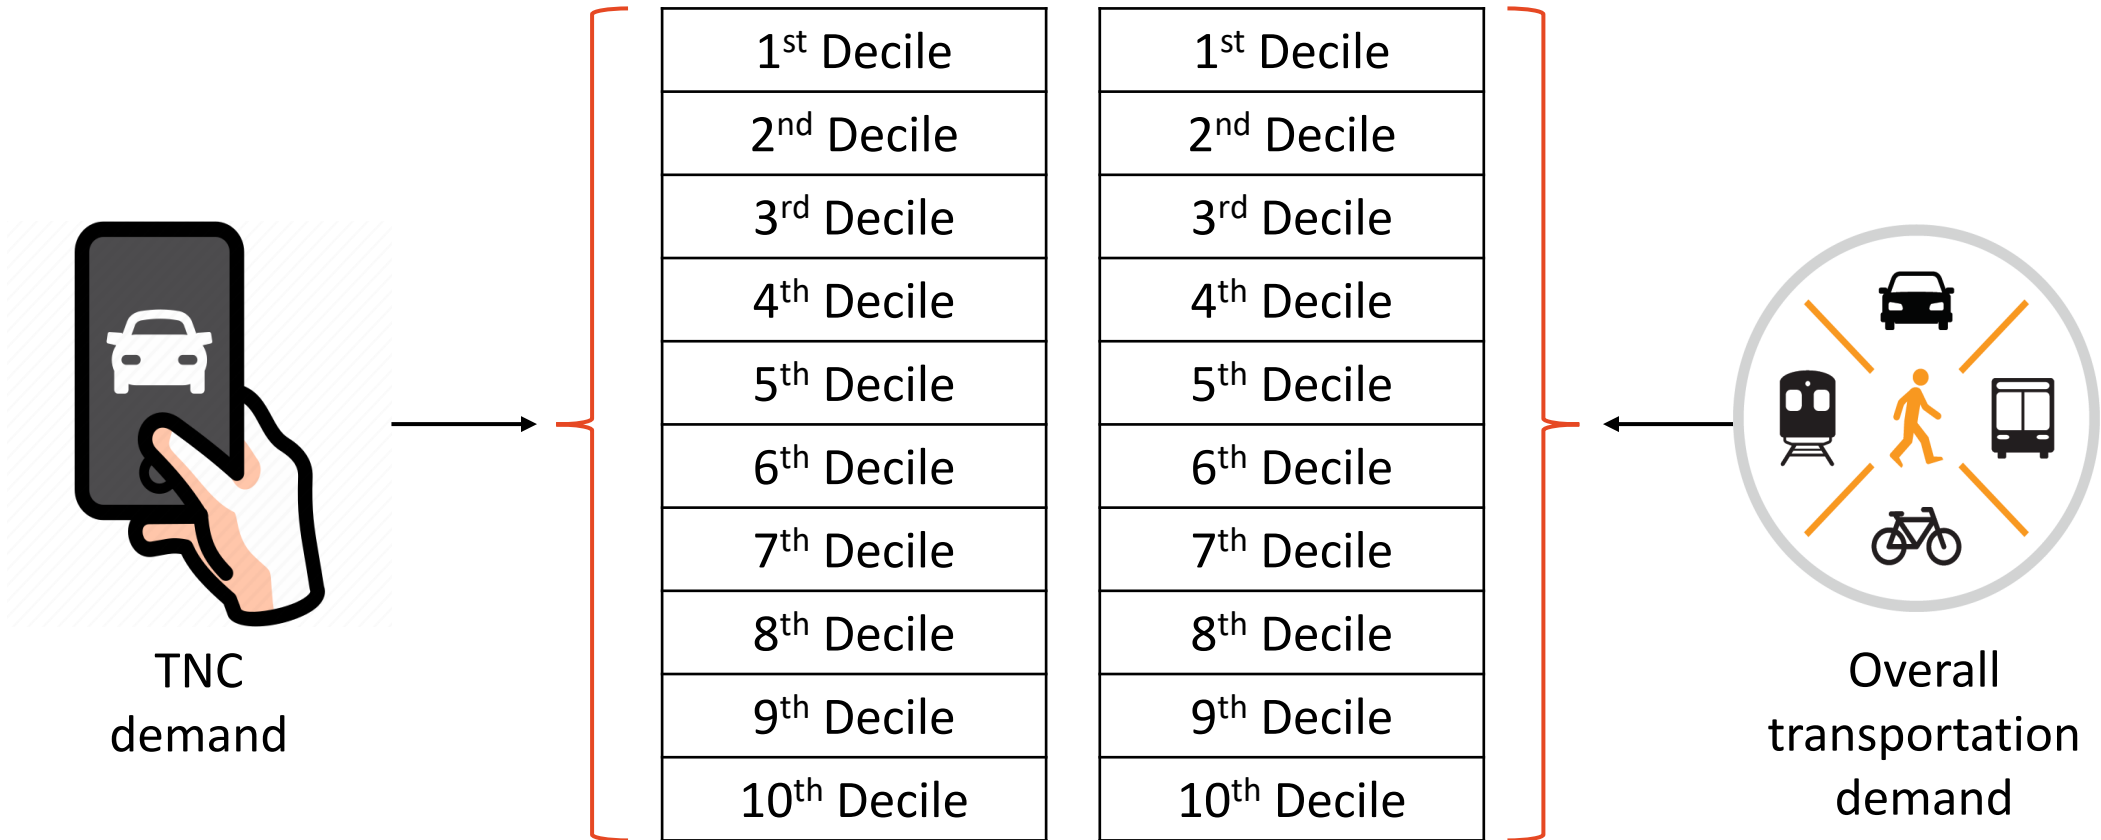 1st Decile 1st Decile
2nd Decile 2nd Decile
3rd Decile 3rd Decile
4th Decile 4th Decile
5th Decile 5th Decile
6th Decile 6th Decile
7th Decile 7th Decile
8th Decile 8th Decile
9th Decile 9th Decile
10th Decile 10th Decile
TNC
demand
Overall
transportation
demand